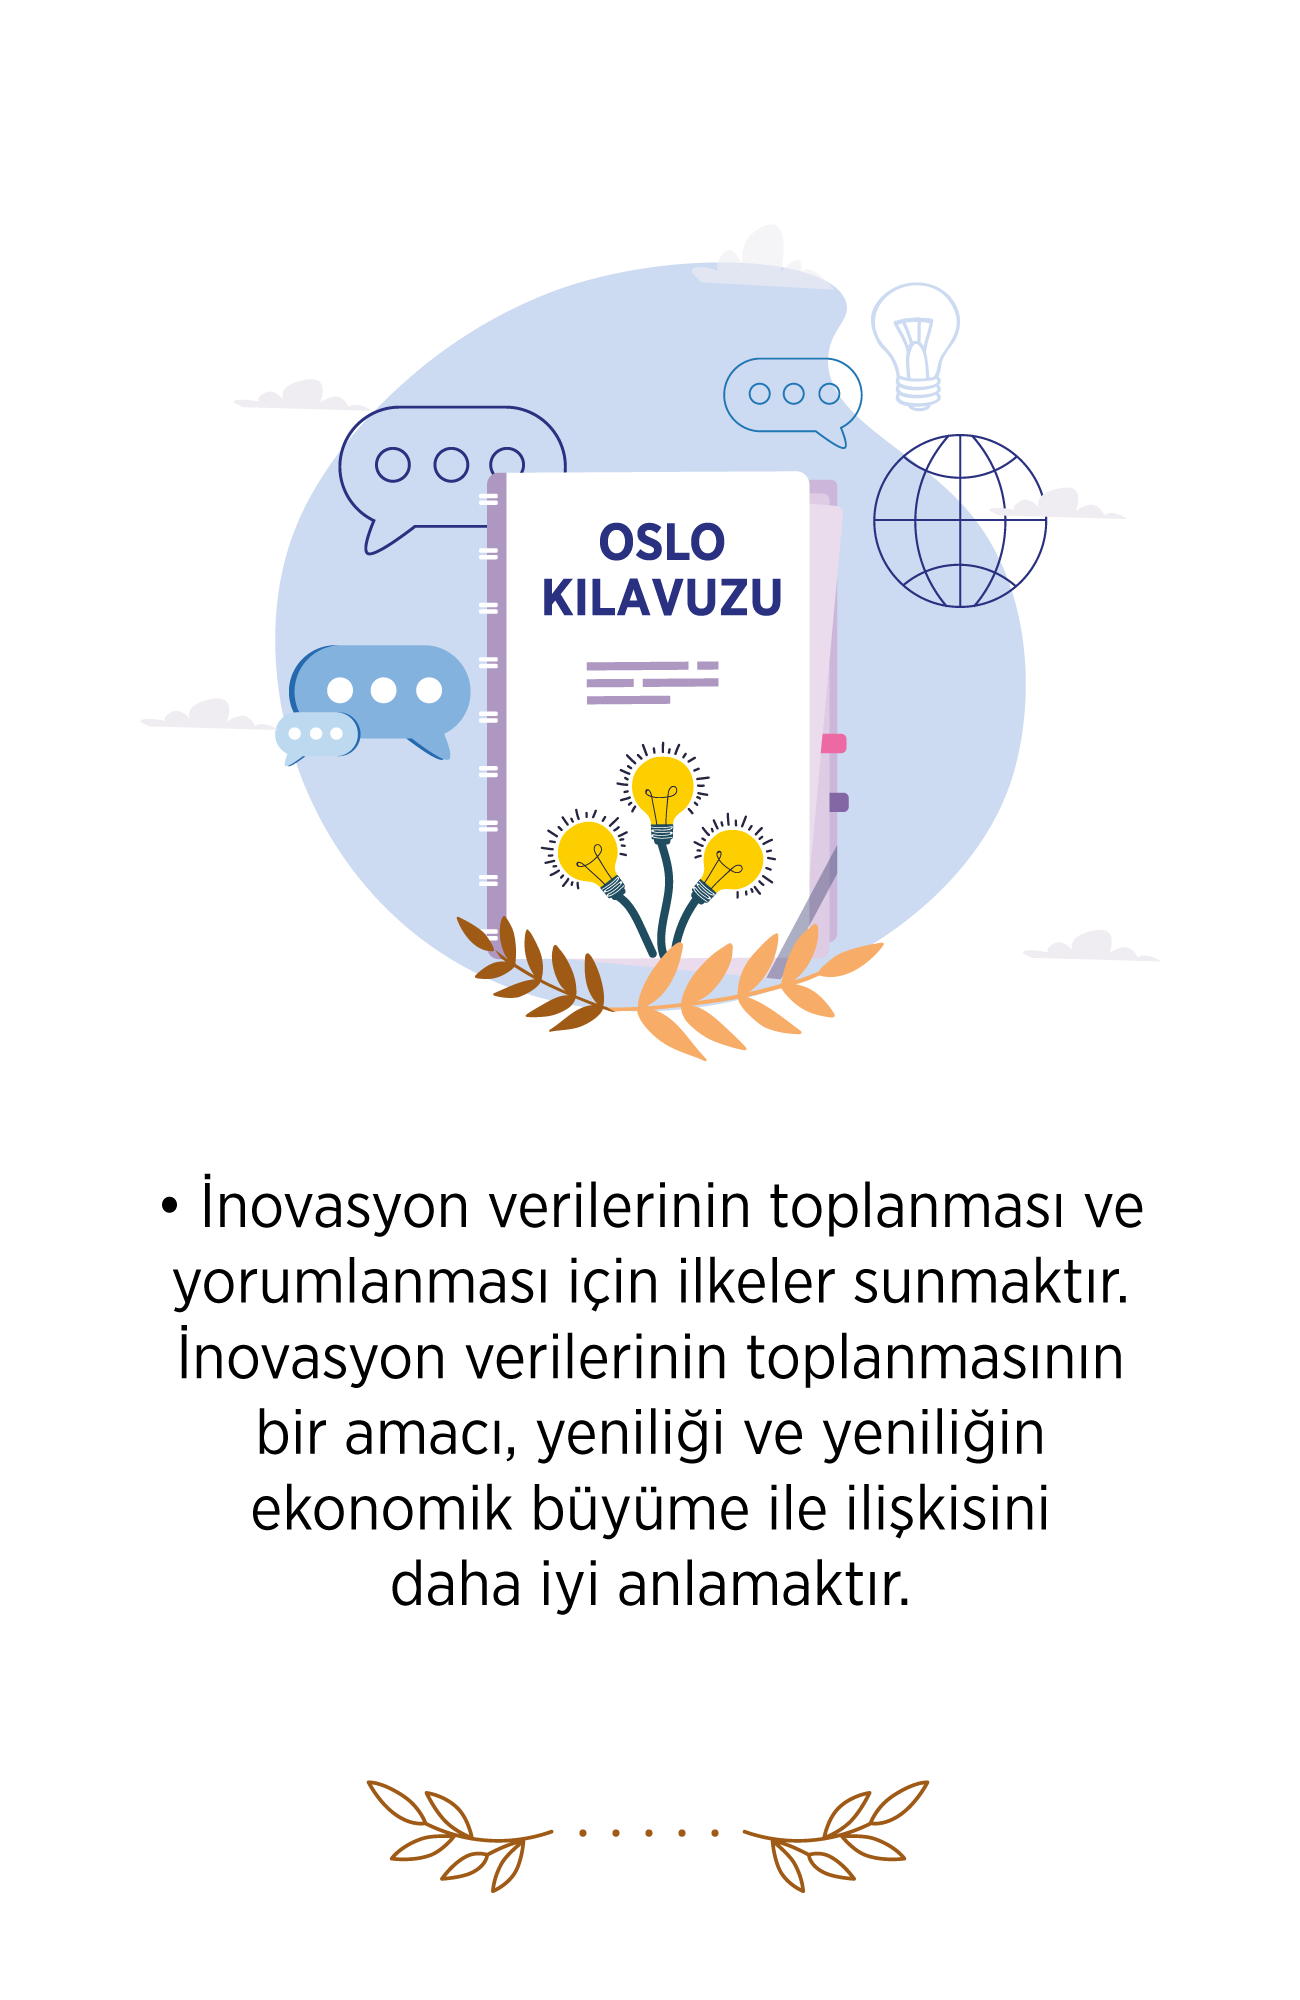 OSLO
KILAVUZU
• İnovasyon verilerinin toplanması ve
yorumlanması için ilkeler sunmaktır.
İnovasyon verilerinin toplanmasının
bir amacı, yeniliği ve yeniliğin
ekonomik büyüme ile ilişkisini
daha iyi anlamaktır.